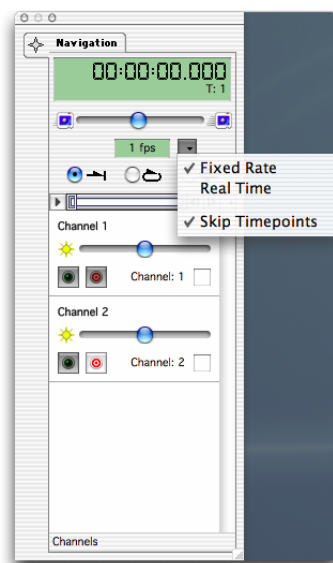 Navigation
00:00:00.000
T: 1
1 fps
✓ Fixed Rate
Real Time
✓ Skip Timepoints
Channel 1
Channel: 1
Channel 2
Channel: 2
Channels